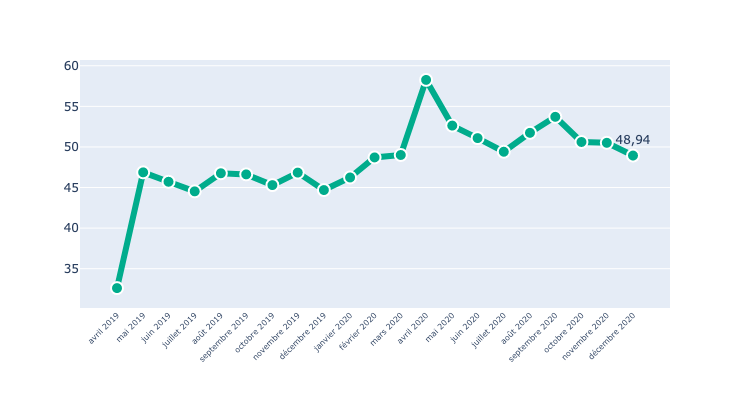 60
55
50
45
40
35
48,94
avril 2019
mai 2019
juin 2019
juillet 2019
août 2019
septembre 2019
octobre 2019
novembre 2019
décembre 2019
janvier 2020
février 2020
mars 2020
avril 2020
mai 2020
juin 2020
juillet 2020
août 2020
septembre 2020
octobre 2020
novembre 2020
décembre 2020